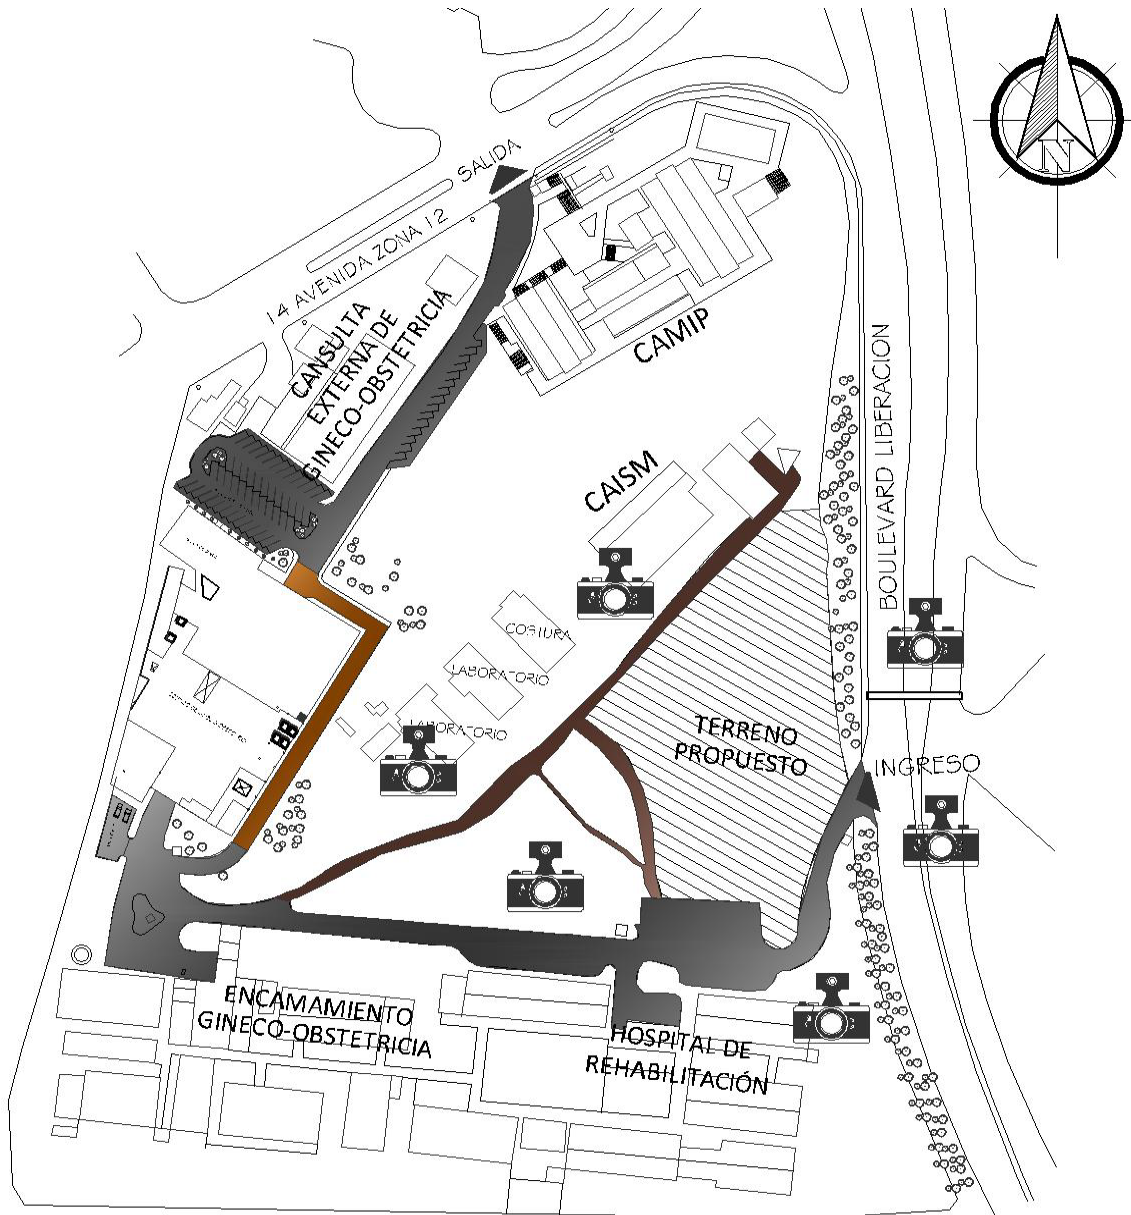 N
SALIDA
14 AVENIDA ZONA 12
CANSULTA
EXTERNA DE
GINECO-OBSTETRICIA
CAMIP
BOULEVARD LIBERACION
CAISM
COSTURA
LABORATORIO
LABORATORIO
TERRENO
PROPUESTO
INGRESO
ENCAMAMIENTO
GINECO-OBSTETRICIA
HOSPITAL DE
REHABILITACIÓN